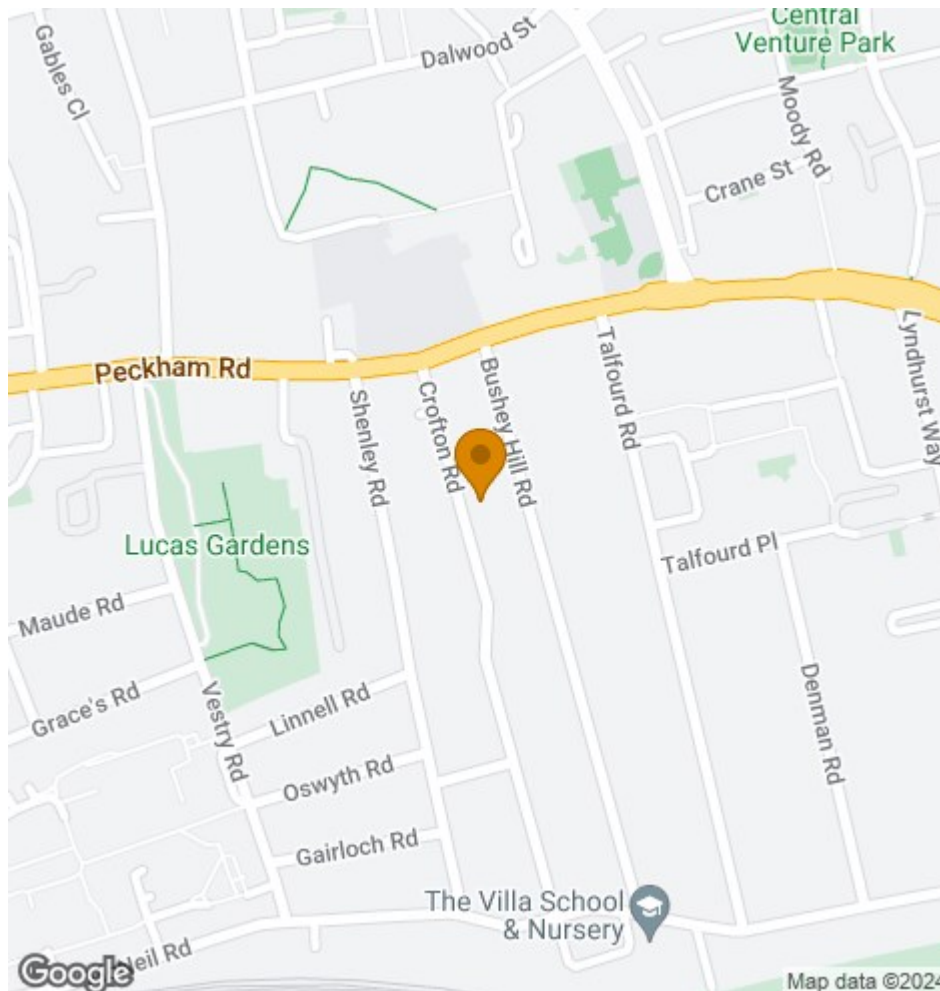 Central
Venture Park
Gables Cl
Dalwood St
Moody Rd
Crane St
Peckham Rd
Lyndhurst Way
Talfourd Rd
Bushey Hill Rd
Crofton Rd
Shenley Rd
Lucas Gardens
Talfourd Pl
Maude Rd
Grace's Rd
Vestry Rd
Linnell Rd
Denman Rd
Oswyth Rd
Gairloch Rd
The Villa School
& Nursery
Neil Rd
Google
Map data ©2024